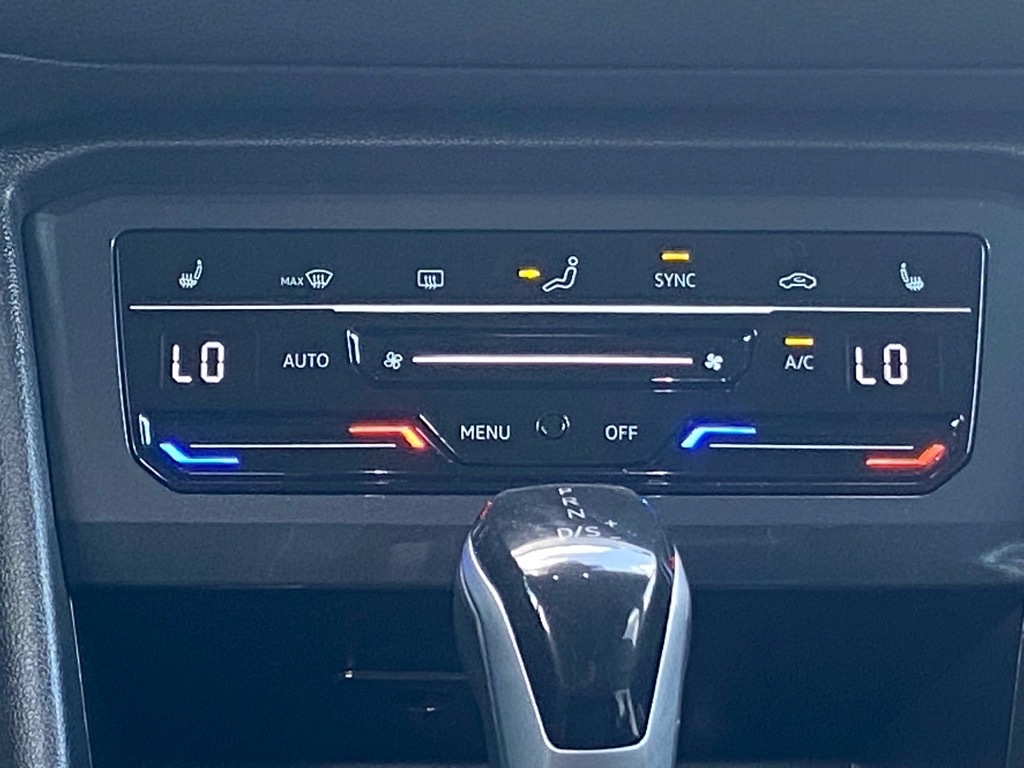 MAX SYNC
LO AUTO A/C LO
MENU OFF
P
R
N
D/S +
-